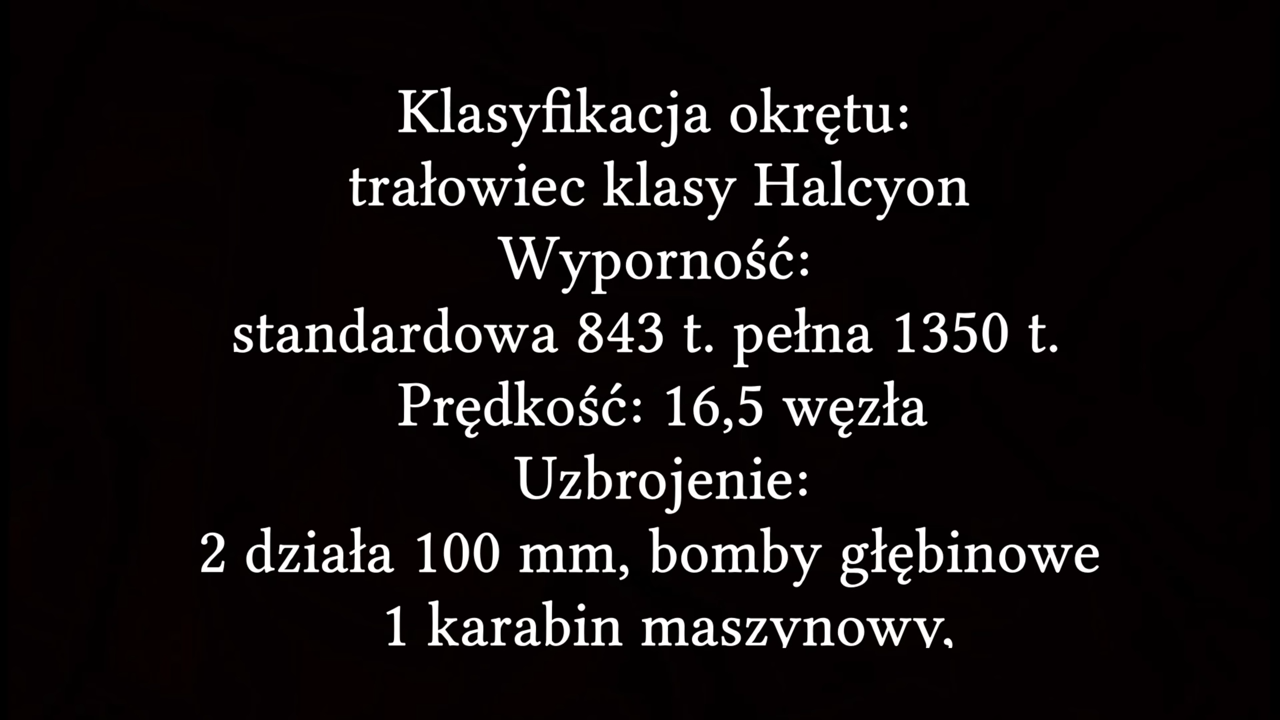 Klasyfikacja okrętu:
trałowiec klasy Halcyon
Wyporność:
standardowa 843 t. pełna 1350 t.
Prędkość: 16,5 węzła
Uzbrojenie:
2 działa 100 mm, bomby głębinowe
1 karabin maszynowy,